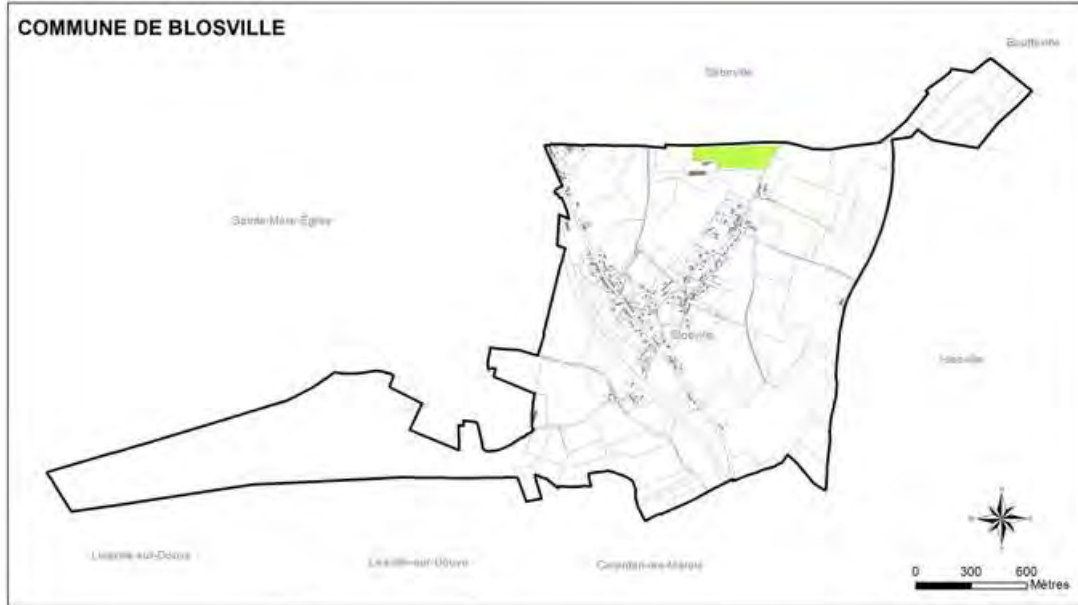 COMMUNE DE BLOSVILLE
Sébeville
Sainte-Mère-Église
Blosville
Liesville-sur-Douve
Carentan-les-Marais
0 300 600
Mètres